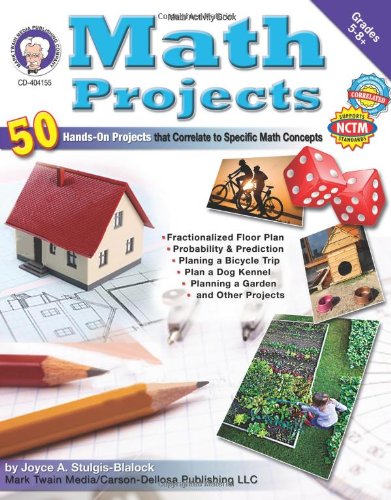 Math Activity Book
Grades
5-8+
CD-404155
Math
Projects
CORRELATED
SUPPORTS
NCTM
STANDARDS
50 Hands-On Projects that Correlate to Specific Math Concepts
• Fractionalized Floor Plan
• Probability & Prediction
• Planing a Bicycle Trip
• Plan a Dog Kennel
• Planning a Garden
• and Other Projects
by Joyce A. Stulgis-Blalock
Mark Twain Media/Carson-Dellosa Publishing LLC